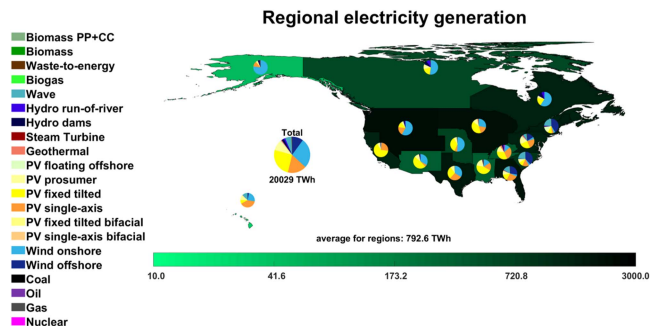 Regional electricity generation
Biomass PP+CC
Biomass
Waste-to-energy
Biogas
Wave
Hydro run-of-river
Hydro dams
Steam Turbine
Geothermal
PV floating offshore
PV prosumer
PV fixed tilted
PV single-axis
PV fixed tilted bifacial
PV single-axis bifacial
Wind onshore
Wind offshore
Coal
Oil
Gas
Nuclear
Total
20029 TWh
average for regions: 792.6 TWh
10.0 41.6 173.2 720.8 3000.0